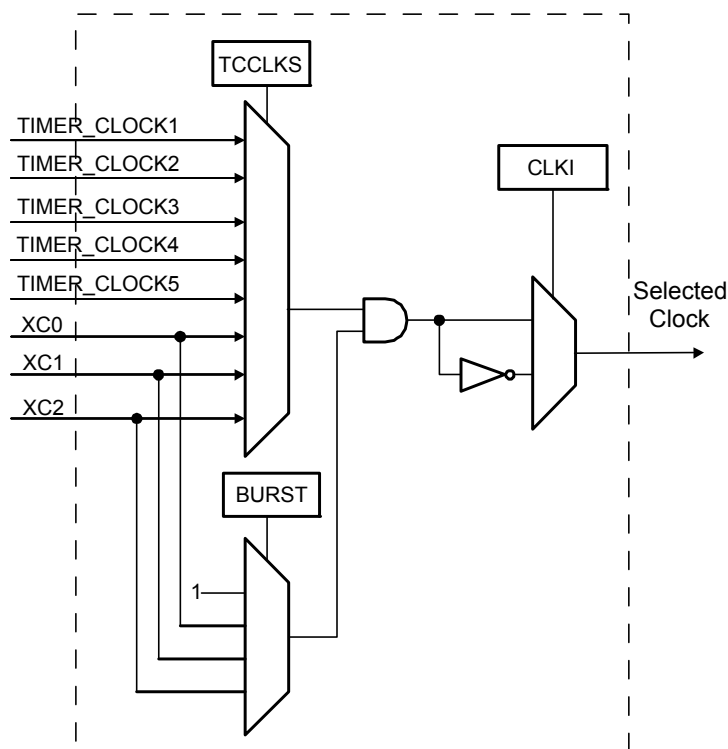 TCCLKS
TIMER_CLOCK1
TIMER_CLOCK2
TIMER_CLOCK3
TIMER_CLOCK4
TIMER_CLOCK5
XC0
XC1
XC2
CLKI
Selected
Clock
BURST
1